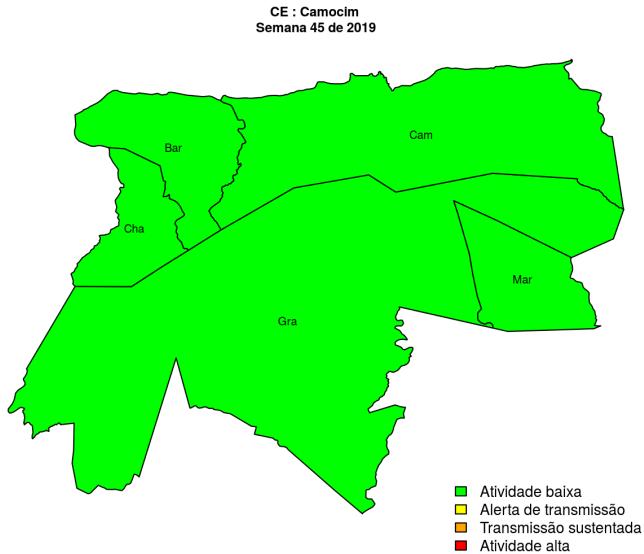 CE : Camocim
Semana 45 de 2019
Bar
Cam
Cha
Mar
Gra
Atividade baixa
Alerta de transmissão
Transmissão sustentada
Atividade alta